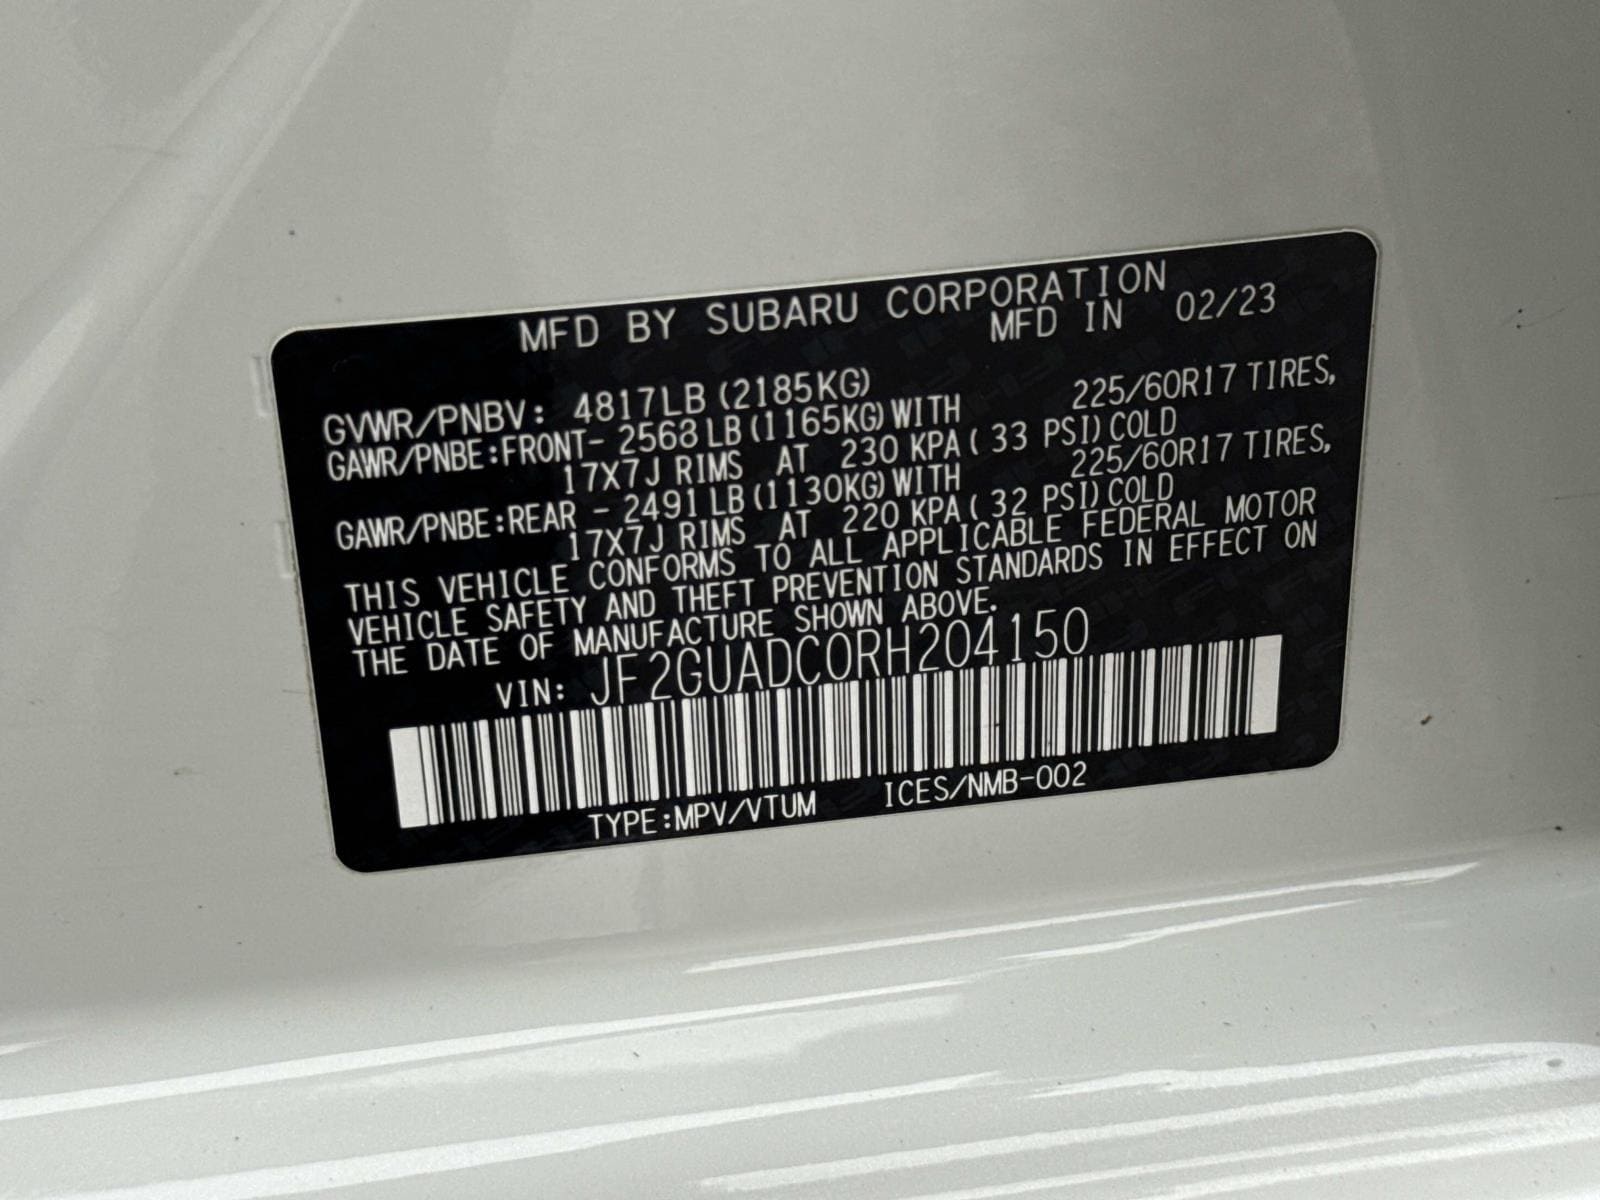 MFD BY SUBARU CORPORATION
MFD IN 02/23
GVWR/PNBV: 4817LB (2185KG)
GAWR/PNBE:FRONT- 2568 LB (1165KG) WITH 225/60R17 TIRES,
17X7J RIMS AT 230 KPA ( 33 PSI) COLD
GAWR/PNBE:REAR - 2491 LB (1130KG) WITH 225/60R17 TIRES,
17X7J RIMS AT 220 KPA ( 32 PSI) COLD
THIS VEHICLE CONFORMS TO ALL APPLICABLE FEDERAL MOTOR
VEHICLE SAFETY AND THEFT PREVENTION STANDARDS IN EFFECT ON
THE DATE OF MANUFACTURE SHOWN ABOVE.
VIN: JF2GUADC0RH204150
TYPE:MPV/VTUM ICES/NMB-002